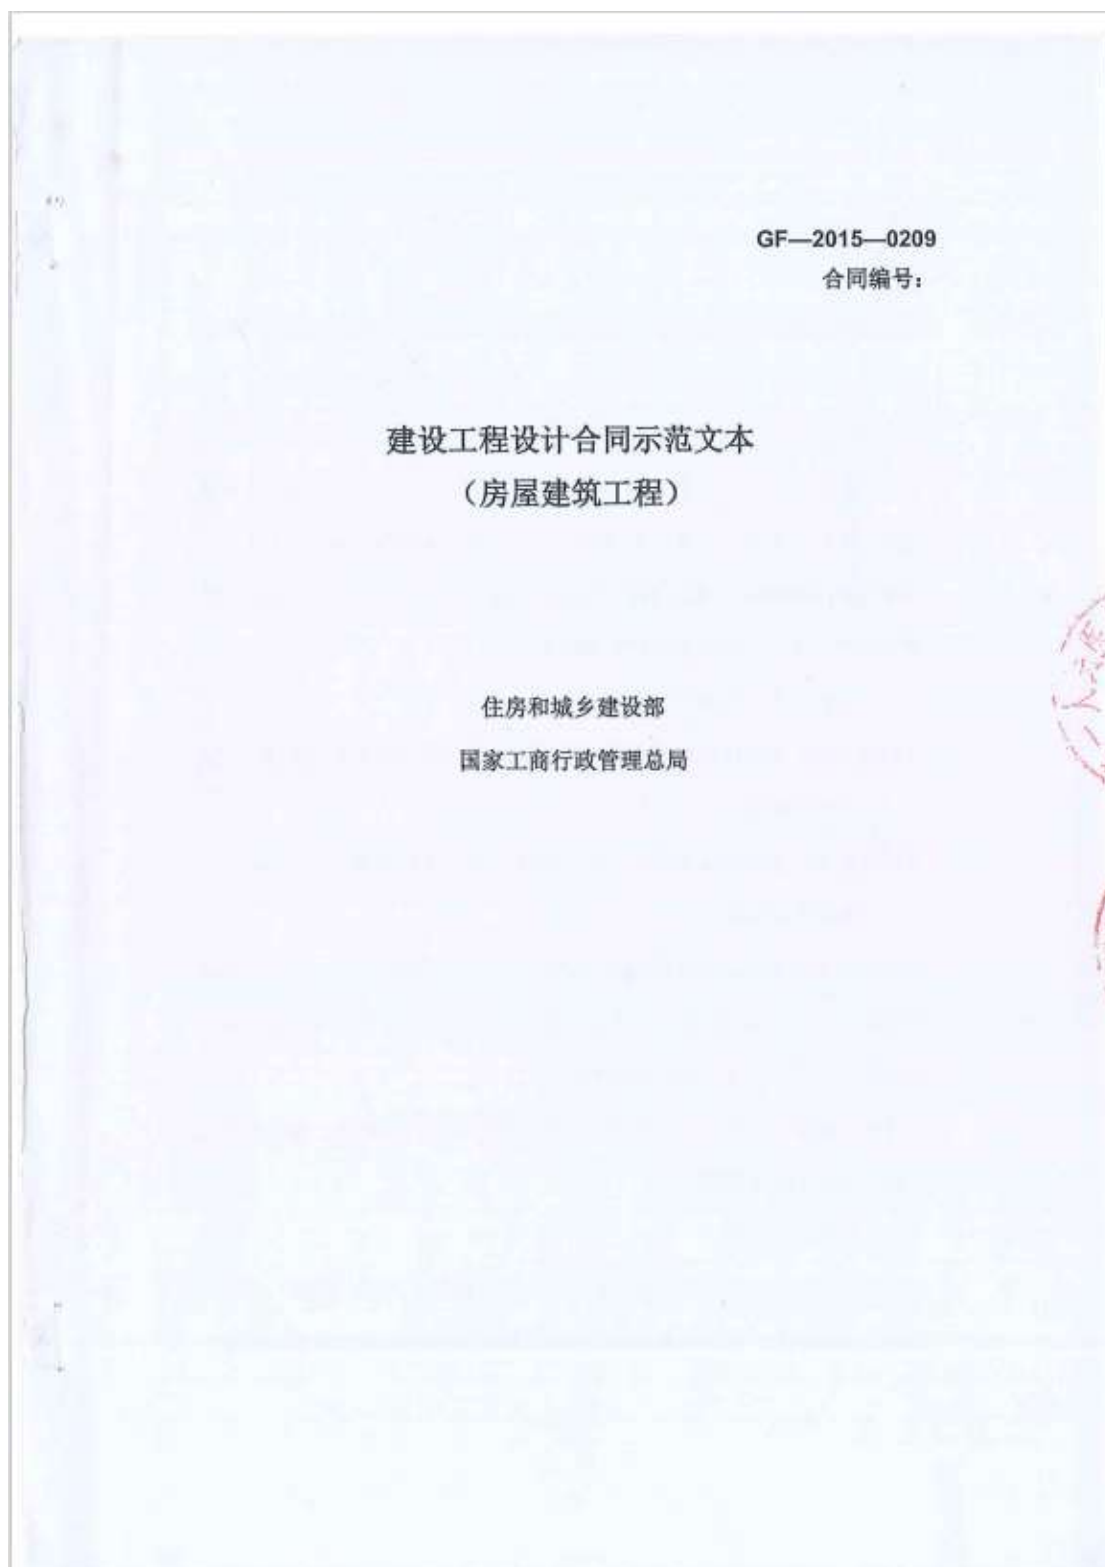 GF—2015—0209
合同编号：
建设工程设计合同示范文本
（房屋建筑工程）
住房和城乡建设部
国家工商行政管理总局